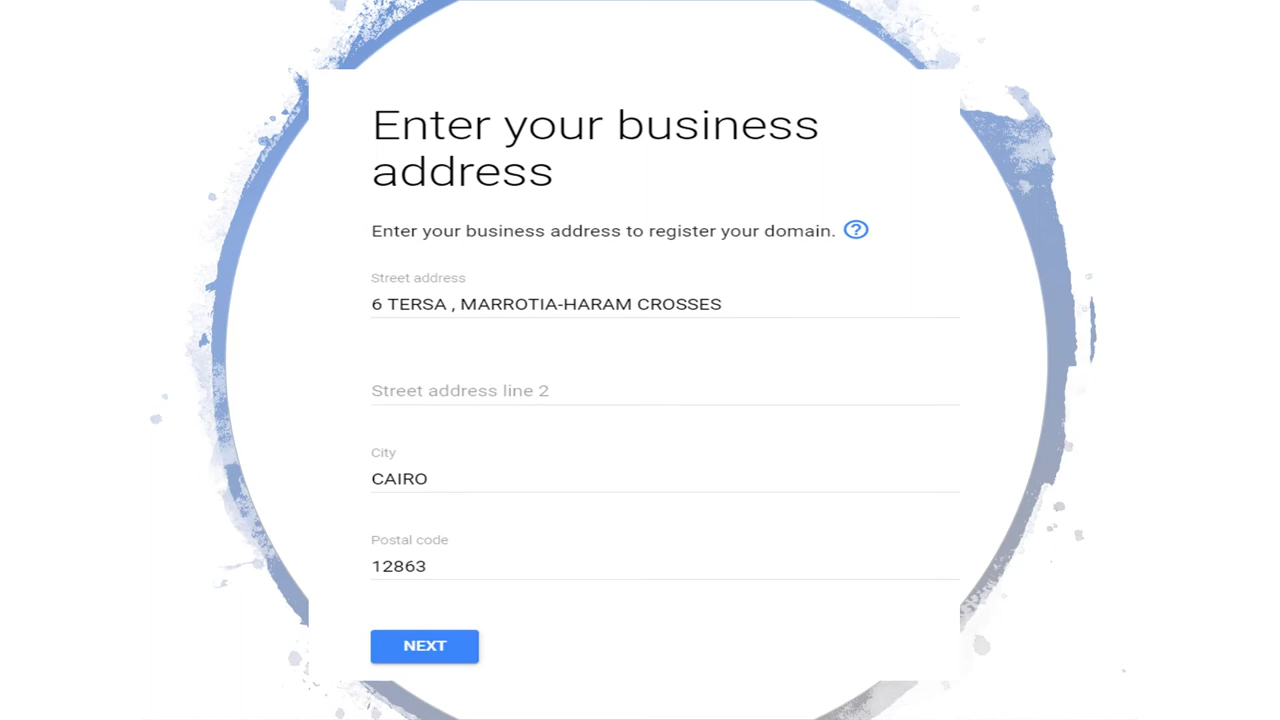 Enter your business
address
Enter your business address to register your domain. ?
Street address
6 TERSA , MARROTIA-HARAM CROSSES
Street address line 2
City
CAIRO
Postal code
12863
NEXT